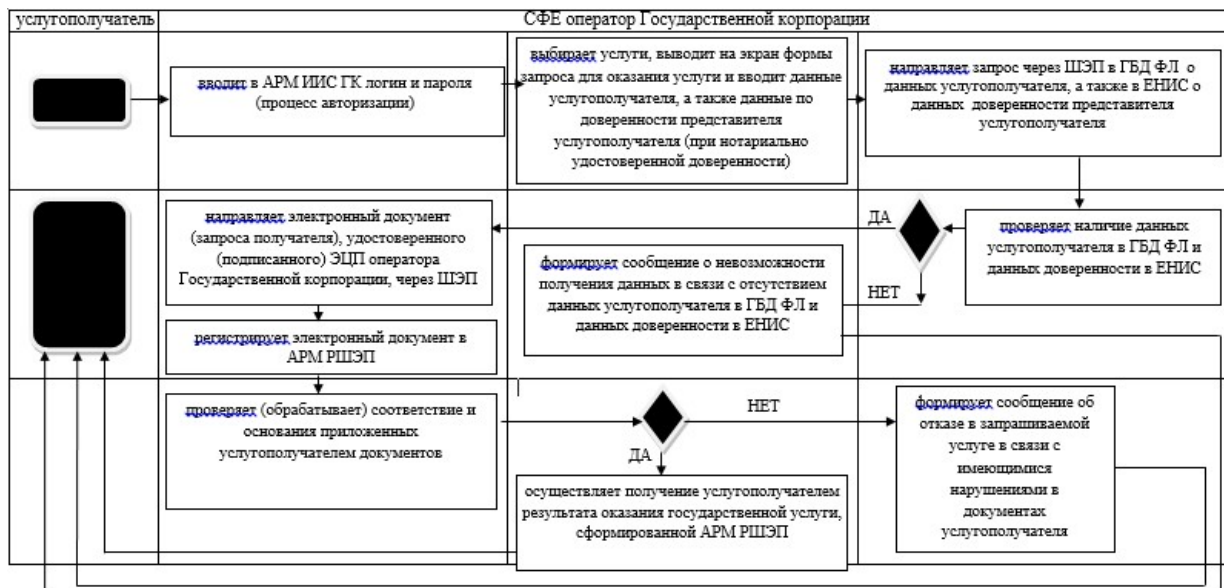 услугополучатель
СФЕ оператор Государственной корпорации
вводит в АРМ ИИС ГК логин и пароля
(процесс авторизации)
выбирает услуги, выводит на экран формы
запроса для оказания услуги и вводит данные
услугополучателя, а также данные по
доверенности представителя
услугополучателя (при нотариально
удостоверенной доверенности)
направляет запрос через ШЭП в ГБД ФЛ о
данных услугополучателя, а также в ЕНИС о
данных доверенности представителя
услугополучателя
направляет электронный документ
(запроса получателя), удостоверенного
(подписанного) ЭЦП оператора
Государственной корпорации, через ШЭП
ДА
проверяет наличие данных
услугополучателя в ГБД ФЛ и
данных доверенности в ЕНИС
формирует сообщение о невозможности
получения данных в связи с отсутствием
данных услугополучателя в ГБД ФЛ и
данных доверенности в ЕНИС
НЕТ
регистрирует электронный документ в
АРМ РШЭП
проверяет (обрабатывает) соответствие и
основания приложенных
услугополучателем документов
НЕТ
ДА
формирует сообщение об
отказе в запрашиваемой
услуге в связи с
имеющимися
нарушениями в
документах
услугополучателя
осуществляет получение услугополучателем
результата оказания государственной услуги,
сформированной АРМ РШЭП